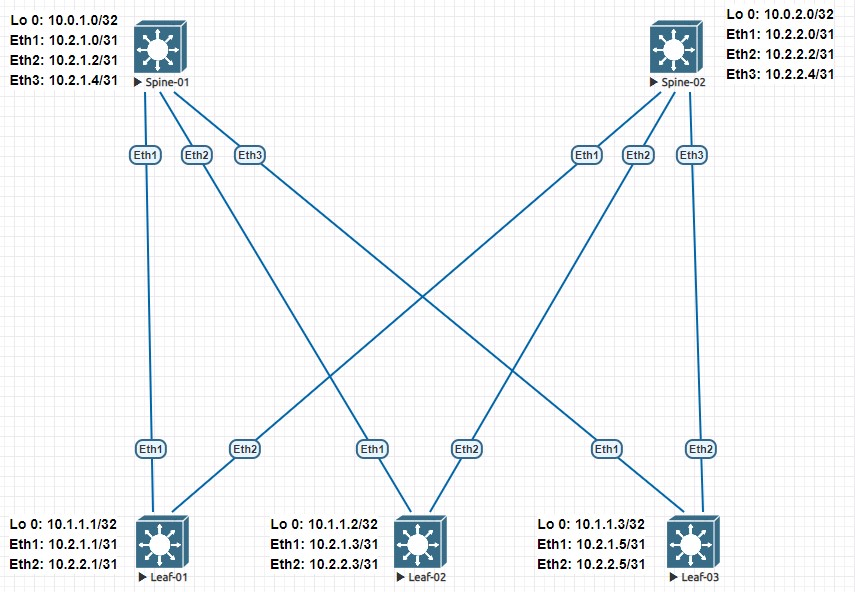 Lo 0: 10.0.1.0/32
Eth1: 10.2.1.0/31
Eth2: 10.2.1.2/31
Eth3: 10.2.1.4/31
Spine-01
Lo 0: 10.0.2.0/32
Eth1: 10.2.2.0/31
Eth2: 10.2.2.2/31
Eth3: 10.2.2.4/31
Spine-02
Eth1
Eth2
Eth3
Eth1
Eth2
Eth3
Eth1
Eth2
Eth1
Eth2
Eth1
Eth2
Lo 0: 10.1.1.1/32
Eth1: 10.2.1.1/31
Eth2: 10.2.2.1/31
Leaf-01
Lo 0: 10.1.1.2/32
Eth1: 10.2.1.3/31
Eth2: 10.2.2.3/31
Leaf-02
Lo 0: 10.1.1.3/32
Eth1: 10.2.1.5/31
Eth2: 10.2.2.5/31
Leaf-03